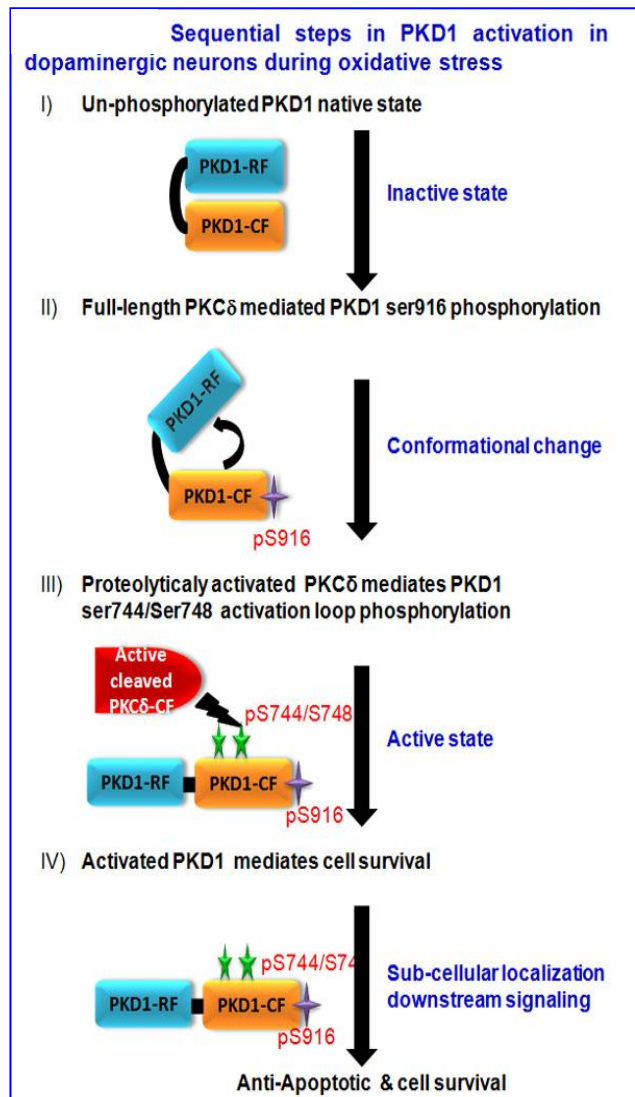 Sequential steps in PKD1 activation in
dopaminergic neurons during oxidative stress
I) Un-phosphorylated PKD1 native state
PKD1-RF
PKD1-CF
Inactive state
II) Full-length PKCδ mediated PKD1 ser916 phosphorylation
PKD1-RF
PKD1-CF
pS916
Conformational change
III) Proteolyticaly activated PKCδ mediates PKD1
ser744/Ser748 activation loop phosphorylation
Active
cleaved
PKCδ-CF
pS744/S748
PKD1-RF
PKD1-CF
pS916
Active state
IV) Activated PKD1 mediates cell survival
pS744/S74
PKD1-RF
PKD1-CF
pS916
Sub-cellular localization
downstream signaling
Anti-Apoptotic & cell survival